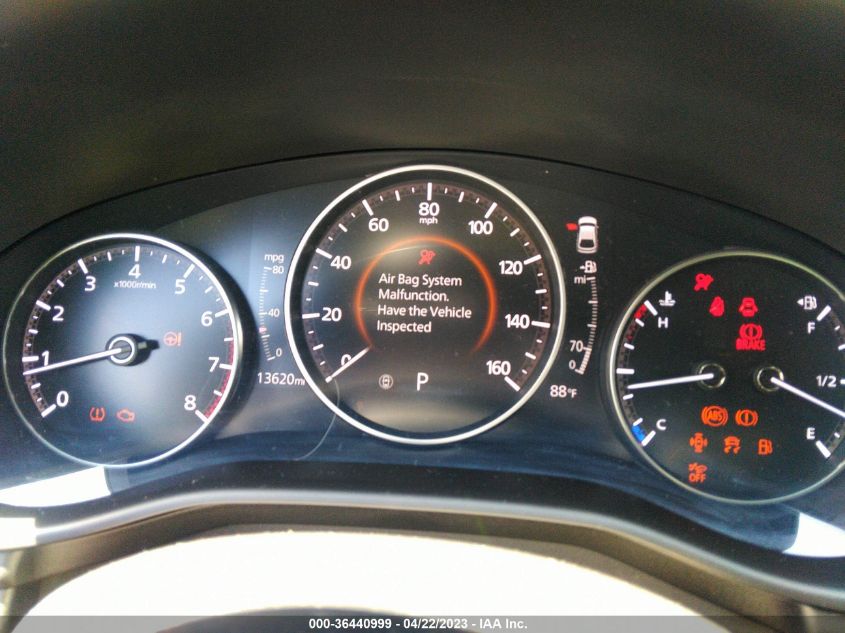 80
60
mph
100
40
120
20
140
0
160
Air Bag System
Malfunction.
Have the Vehicle
Inspected
P
4
x1000r/min
3
5
2
6
1
7
0
8
mpg
80
40
0
13620mi
mi
70
0
88°F
H
C
BRAKE
F
1/2
E
ABS
OFF
000-36440999 - 04/22/2023 - IAA Inc.